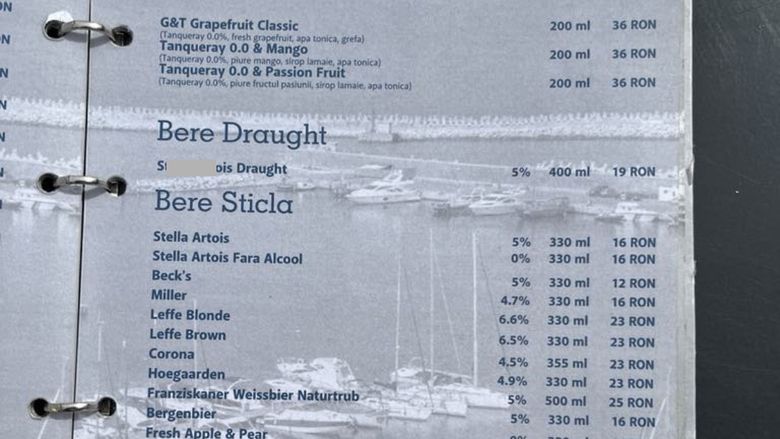 G&T Grapefruit Classic 200 ml 36 RON
(Tanqueray 0.0%, fresh grapefruit, apa tonica, grefa)
Tanqueray 0.0 & Mango 200 ml 36 RON
(Tanqueray 0.0%, piure mango, sirop lamaie, apa tonica)
Tanqueray 0.0 & Passion Fruit 200 ml 36 RON
(Tanqueray 0.0%, piure fructul pasiunii, sirop lamaie, apa tonica)
Bere Draught
Draught 5% 400 ml 19 RON
Bere Sticla
Stella Artois 5% 330 ml 16 RON
Stella Artois Fara Alcool 0% 330 ml 16 RON
Beck's 5% 330 ml 12 RON
Miller 4.7% 330 ml 16 RON
Leffe Blonde 6.6% 330 ml 23 RON
Leffe Brown 6.5% 330 ml 23 RON
Corona 4.5% 355 ml 23 RON
Hoegaarden 4.9% 330 ml 23 RON
Franziskaner Weissbier Naturtrub 5% 500 ml 25 RON
Bergenbier 5% 330 ml 16 RON
Fresh Apple & Pear